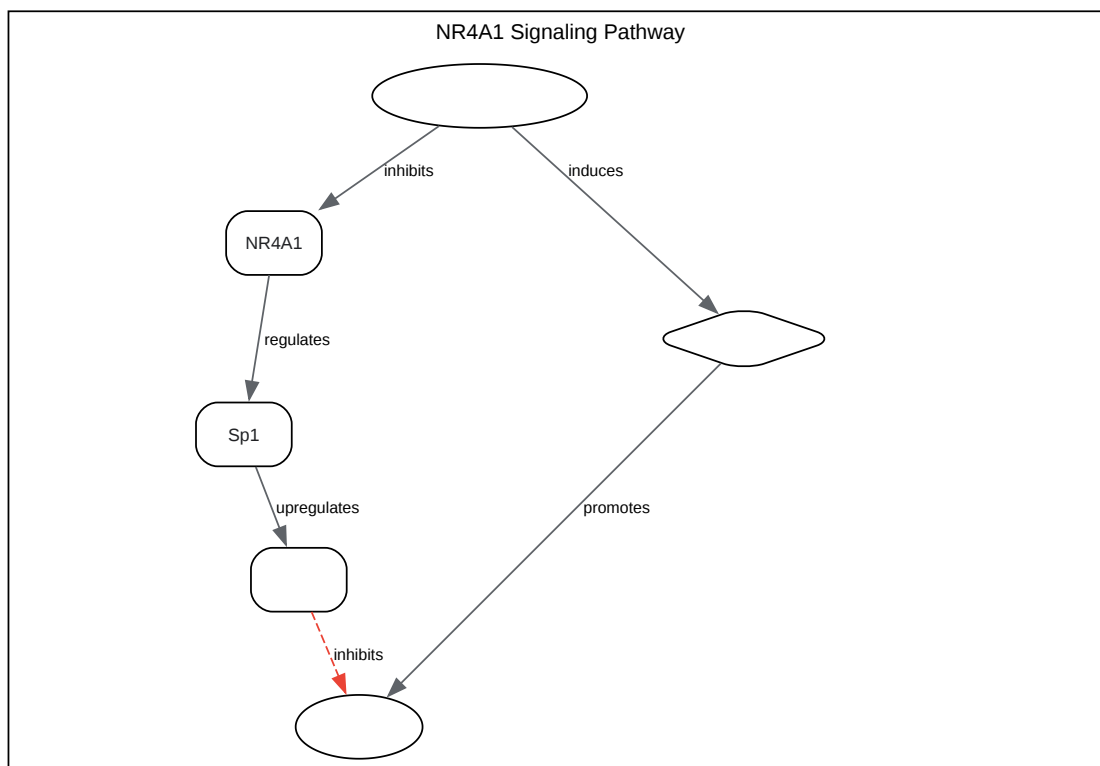 NR4A1 Signaling Pathway
inhibits
induces
NR4A1
regulates
Sp1
upregulates
promotes
inhibits